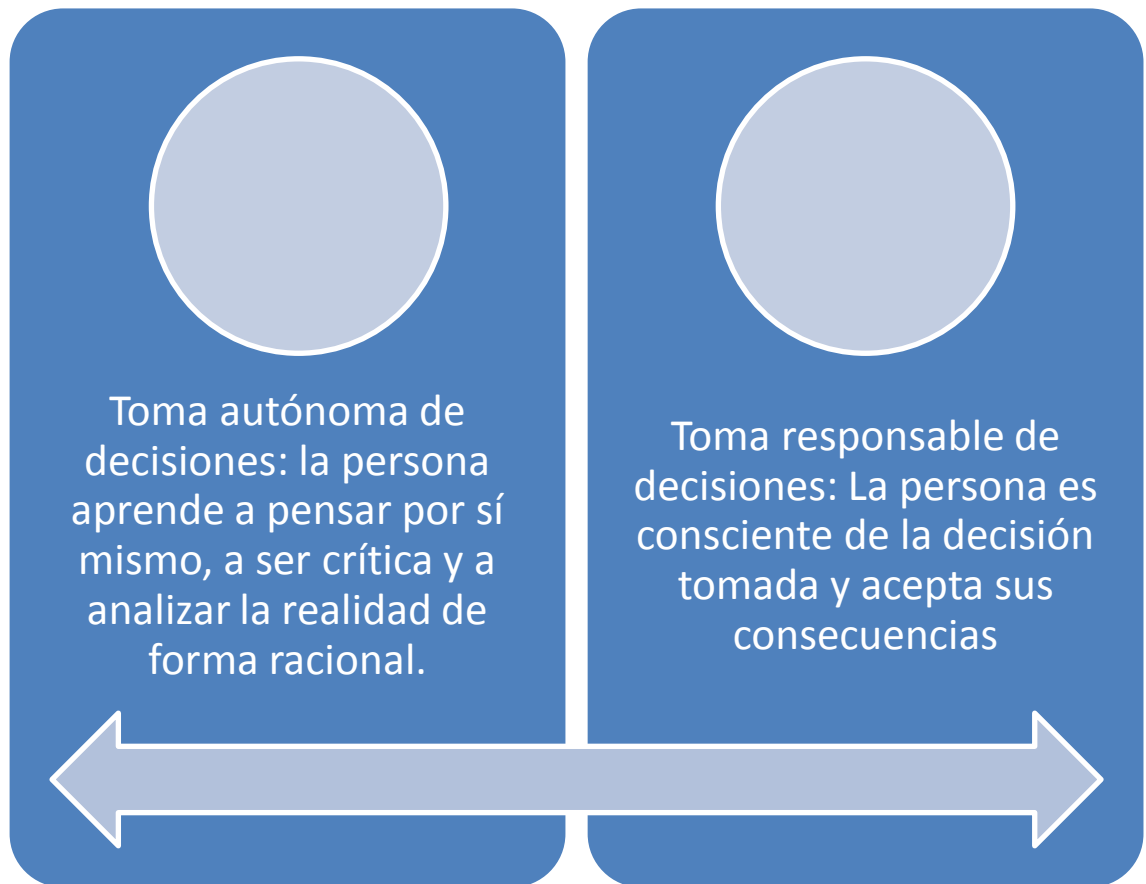 Toma autónoma de
decisiones: la persona
aprende a pensar por sí
mismo, a ser crítica y a
analizar la realidad de
forma racional.
Toma responsable de
decisiones: La persona es
consciente de la decisión
tomada y acepta sus
consecuencias